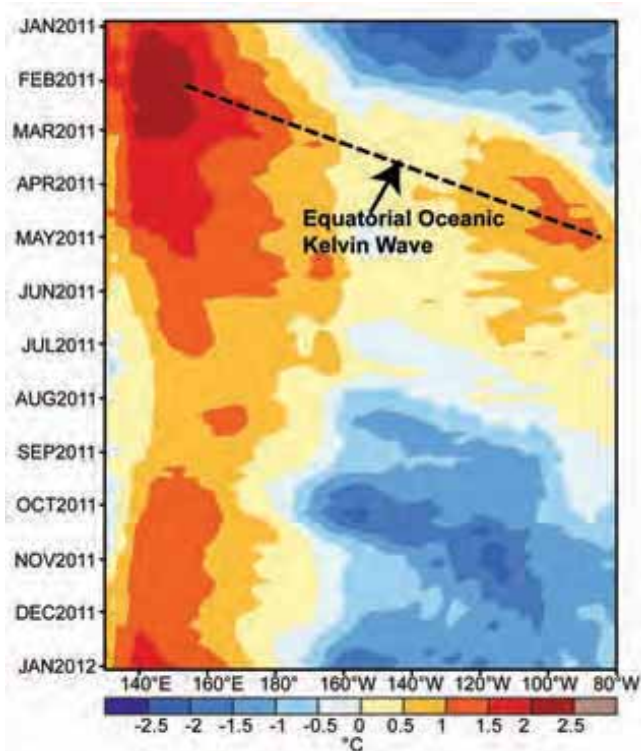 JAN2011
FEB2011
MAR2011
APR2011
Equatorial Oceanic
Kelvin Wave
MAY2011
JUN2011
JUL2011
AUG2011
SEP2011
OCT2011
NOV2011
DEC2011
JAN2012
140°E 160°E 180° 160°W 140°W 120°W 100°W 80°W
-2.5 -2 -1.5 -1 -0.5 0 0.5 1 1.5 2 2.5
°C